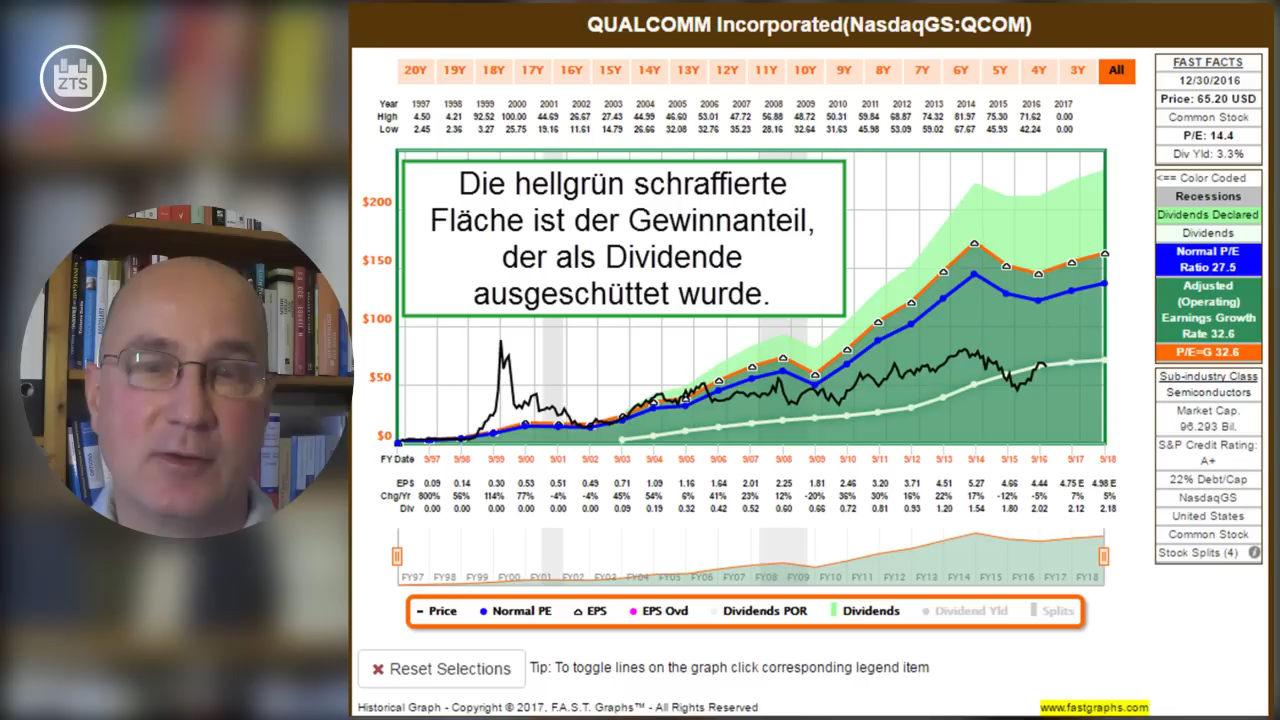 QUALCOMM Incorporated(NasdaqGS:QCOM)
ZTS
20Y 19Y 18Y 17Y 16Y 15Y 14Y 13Y 12Y 11Y 10Y 9Y 8Y 7Y 6Y 5Y 4Y 3Y All
Year 1997 1998 1999 2000 2001 2002 2003 2004 2005 2006 2007 2008 2009 2010 2011 2012 2013 2014 2015 2016 2017
High 4.50 4.21 92.52 100.00 44.69 26.67 27.43 44.99 46.60 53.01 47.72 56.88 48.72 50.31 59.84 68.87 74.32 81.97 75.30 71.62 0.00
Low 2.45 2.36 3.27 25.75 19.16 11.61 14.79 26.66 32.08 32.76 35.23 28.16 32.64 31.63 45.98 53.09 59.02 67.67 45.93 42.24 0.00
Die hellgrün schraffierte
Fläche ist der Gewinnanteil,
der als Dividende
ausgeschüttet wurde.
$200
$150
$100
$50
$0
FY Date 9/97 9/98 9/99 9/00 9/01 9/02 9/03 9/04 9/05 9/06 9/07 9/08 9/09 9/10 9/11 9/12 9/13 9/14 9/15 9/16 9/17 9/18
EPS 0.09 0.14 0.30 0.53 0.51 0.49 0.71 1.09 1.16 1.64 2.01 2.25 1.81 2.46 3.20 3.71 4.51 5.27 4.66 4.44 4.75 E 4.98 E
Chg/Yr 800% 56% 114% 77% -4% -4% 45% 54% 6% 41% 23% 12% -20% 36% 30% 16% 22% 17% -12% -5% 7% 5%
Div 0.00 0.00 0.00 0.00 0.00 0.00 0.09 0.19 0.32 0.42 0.52 0.60 0.66 0.72 0.81 0.93 1.20 1.54 1.80 2.02 2.12 2.18
FY97 FY98 FY99 FY00 FY01 FY02 FY03 FY04 FY05 FY06 FY07 FY08 FY09 FY10 FY11 FY12 FY13 FY14 FY15 FY16 FY17 FY18
Price Normal PE EPS EPS Ovd Dividends POR Dividends Dividend Yld Splits
Reset Selections Tip: To toggle lines on the graph click corresponding legend item
Historical Graph - Copyright © 2017, F.A.S.T. Graphs™ - All Rights Reserved
www.fastgraphs.com
FAST FACTS
12/30/2016
Price: 65.20 USD
Common Stock
P/E: 14.4
Div Yld: 3.3%
<== Color Coded
Recessions
Dividends Declared
Dividends
Normal P/E
Ratio 27.5
Adjusted
(Operating)
Earnings Growth
Rate 32.6
P/E=G 32.6
Sub-industry Class
Semiconductors
Market Cap.
96.293 Bil.
S&P Credit Rating:
A+
22% Debt/Cap
NasdaqGS
United States
Common Stock
Stock Splits (4)